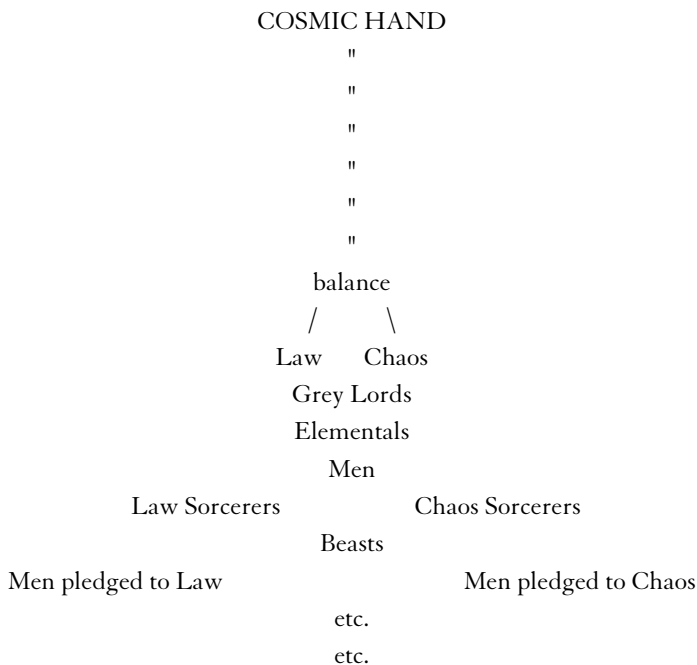 COSMIC HAND
"
"
"
"
"
"
balance
/ \
Law Chaos
Grey Lords
Elementals
Men
Law Sorcerers Chaos Sorcerers
Beasts
Men pledged to Law Men pledged to Chaos
etc.
etc.